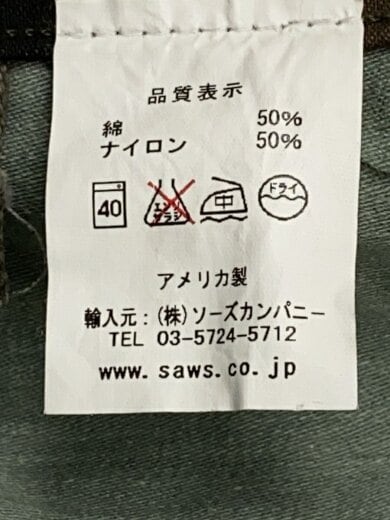 品質表示
綿 50%
ナイロン 50%
40 エンソサラシ 中 ドライ
アメリカ製
輸入元:(株)ソーズカンパニー
TEL 03-5724-5712
www.saws.co.jp